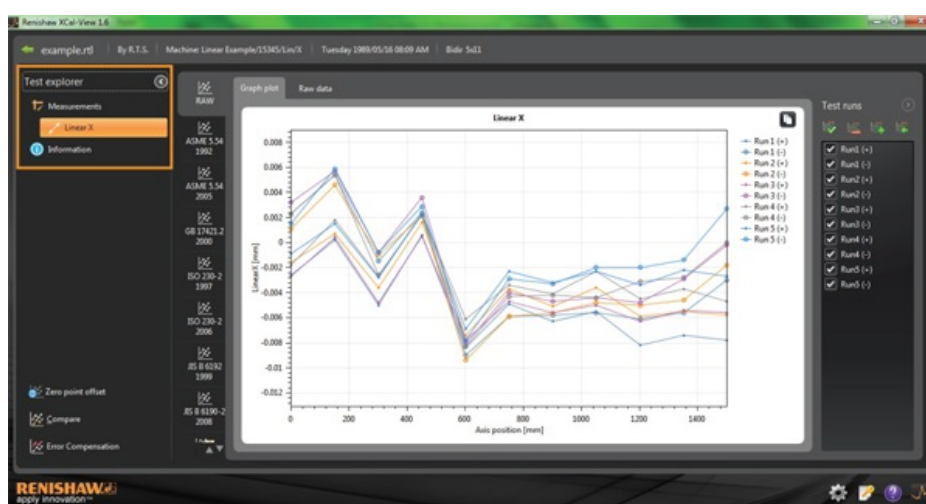 Renishaw XCal-View 1.6
example.rtl
By R.T.S.
Machine: Linear Example/15345/Lin/X
Tuesday 1989/05/16 08:09 AM
Bidir 5x11
Test explorer
Measurements
Linear X
Information
Zero point offset
Compare
Error Compensation
RAW
ASME 5.54
1992
ASME 5.54
2005
GB 17421.2
2000
ISO 230-2
1997
ISO 230-2
2006
JIS B 6192
1999
JIS B 6190-2
2008
Graph plot
Raw data
Linear X
LinearX [mm]
0.008
0.006
0.004
0.002
0
-0.002
-0.004
-0.006
-0.008
-0.01
-0.012
0 200 400 600 800 1000 1200 1400
Axis position [mm]
Run 1 (+)
Run 1 (-)
Run 2 (+)
Run 2 (-)
Run 3 (+)
Run 3 (-)
Run 4 (+)
Run 4 (-)
Run 5 (+)
Run 5 (-)
Test runs
Run1 (+)
Run1 (-)
Run2 (+)
Run2 (-)
Run3 (+)
Run3 (-)
Run4 (+)
Run4 (-)
Run5 (+)
Run5 (-)
RENISHAW
apply innovation™